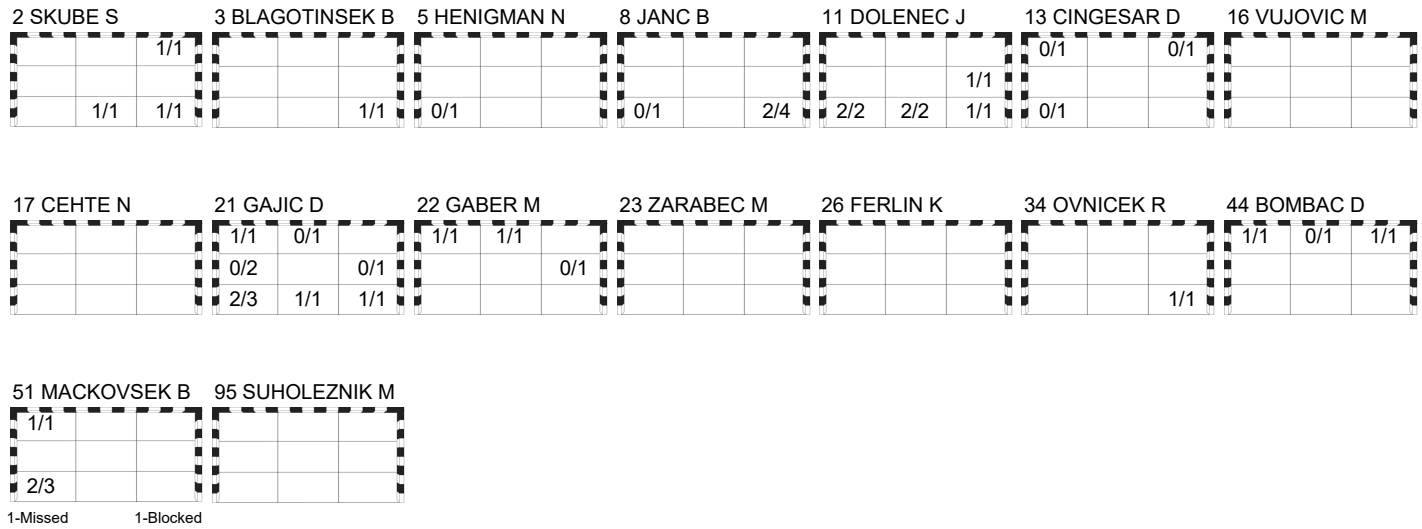 2 SKUBE S 3 BLAGOTINSEK B 5 HENIGMAN N 8 JANC B 11 DOLENEC J 13 CINGESAR D 16 VUJOVIC M
1/1 0/1 0/1
1/1
1/1 1/1 1/1 0/1 0/1 2/4 2/2 2/2 1/1 0/1
17 CEHTE N 21 GAJIC D 22 GABER M 23 ZARABEC M 26 FERLIN K 34 OVNICEK R 44 BOMBAC D
1/1 0/1 1/1 1/1 1/1 0/1 1/1
0/2 0/1 0/1
2/3 1/1 1/1 1/1
51 MACKOVSEK B 95 SUHOLEZNIK M
1/1
2/3
1-Missed 1-Blocked